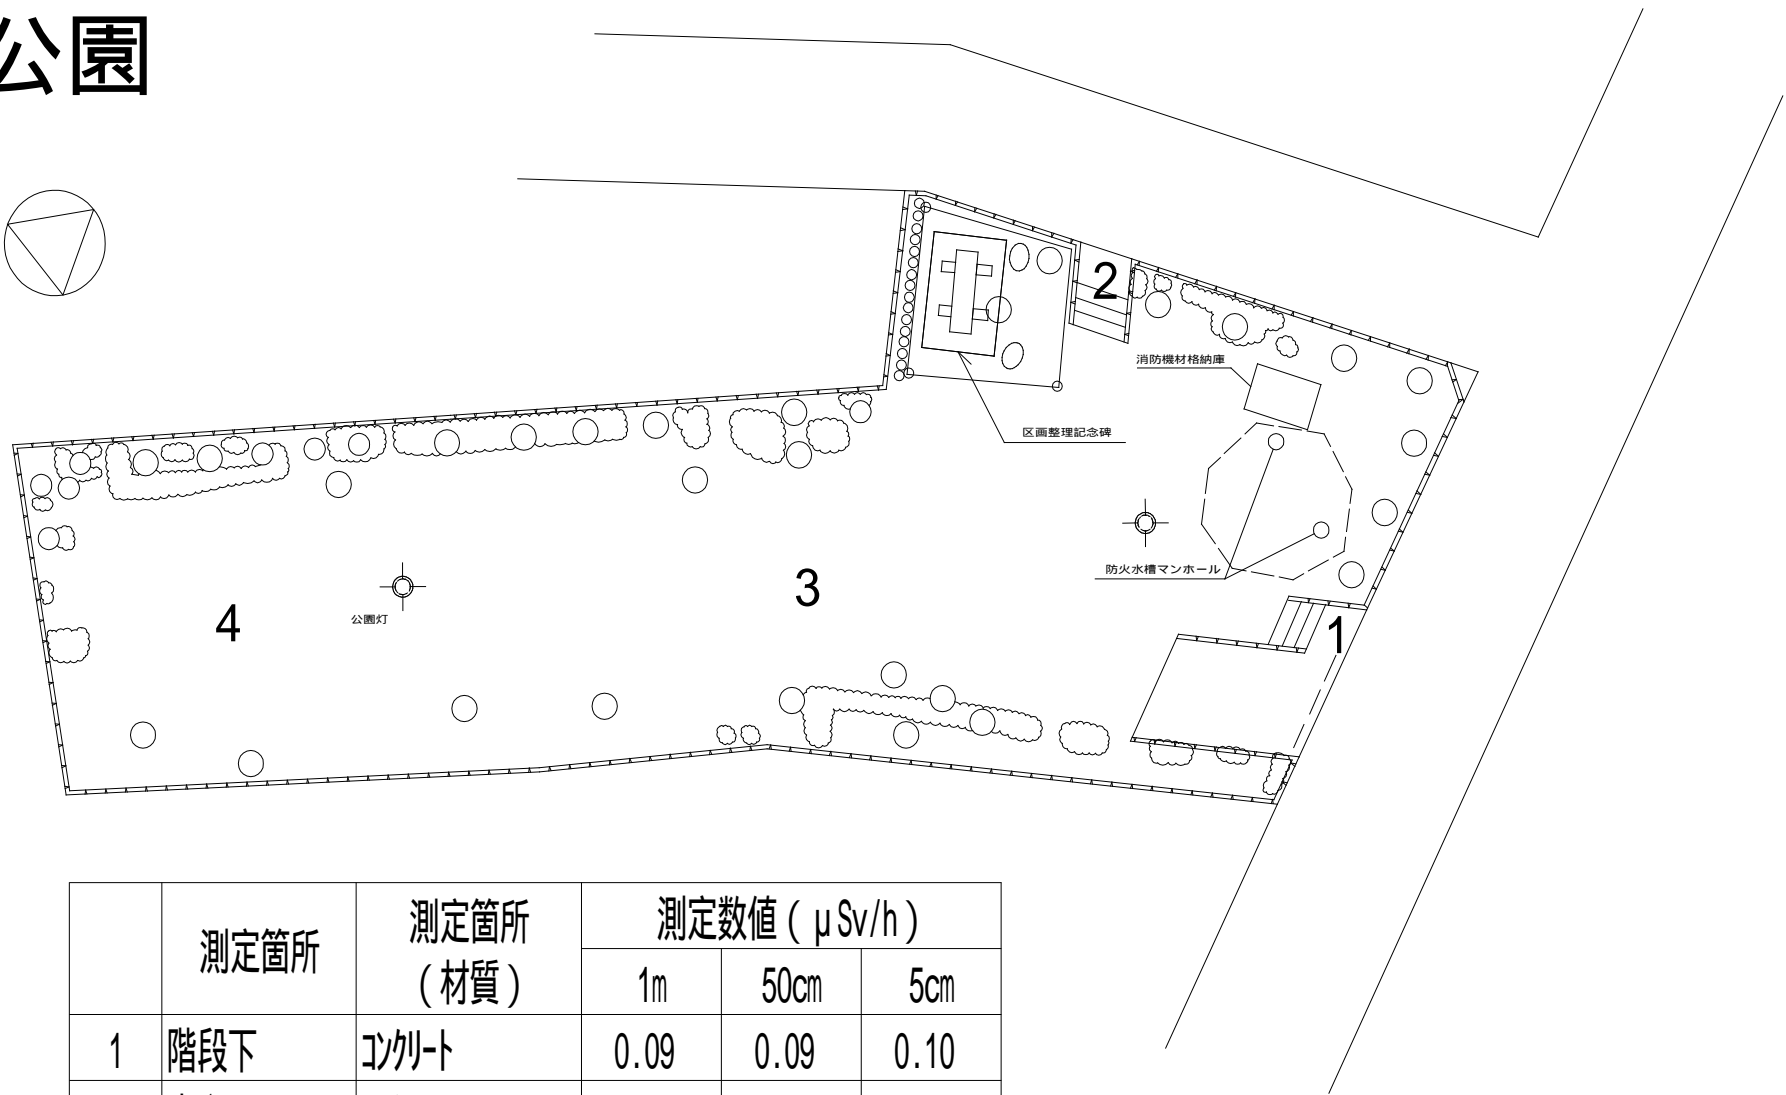 公園
2
消防機材格納庫
区画整理記念碑
防火水槽マンホール
3
公園灯
4
1
測定箇所
測定箇所
（材質）
測定数値（μSv/h）
1m 50cm 5cm
1 階段下 コンクリート 0.09 0.09 0.10